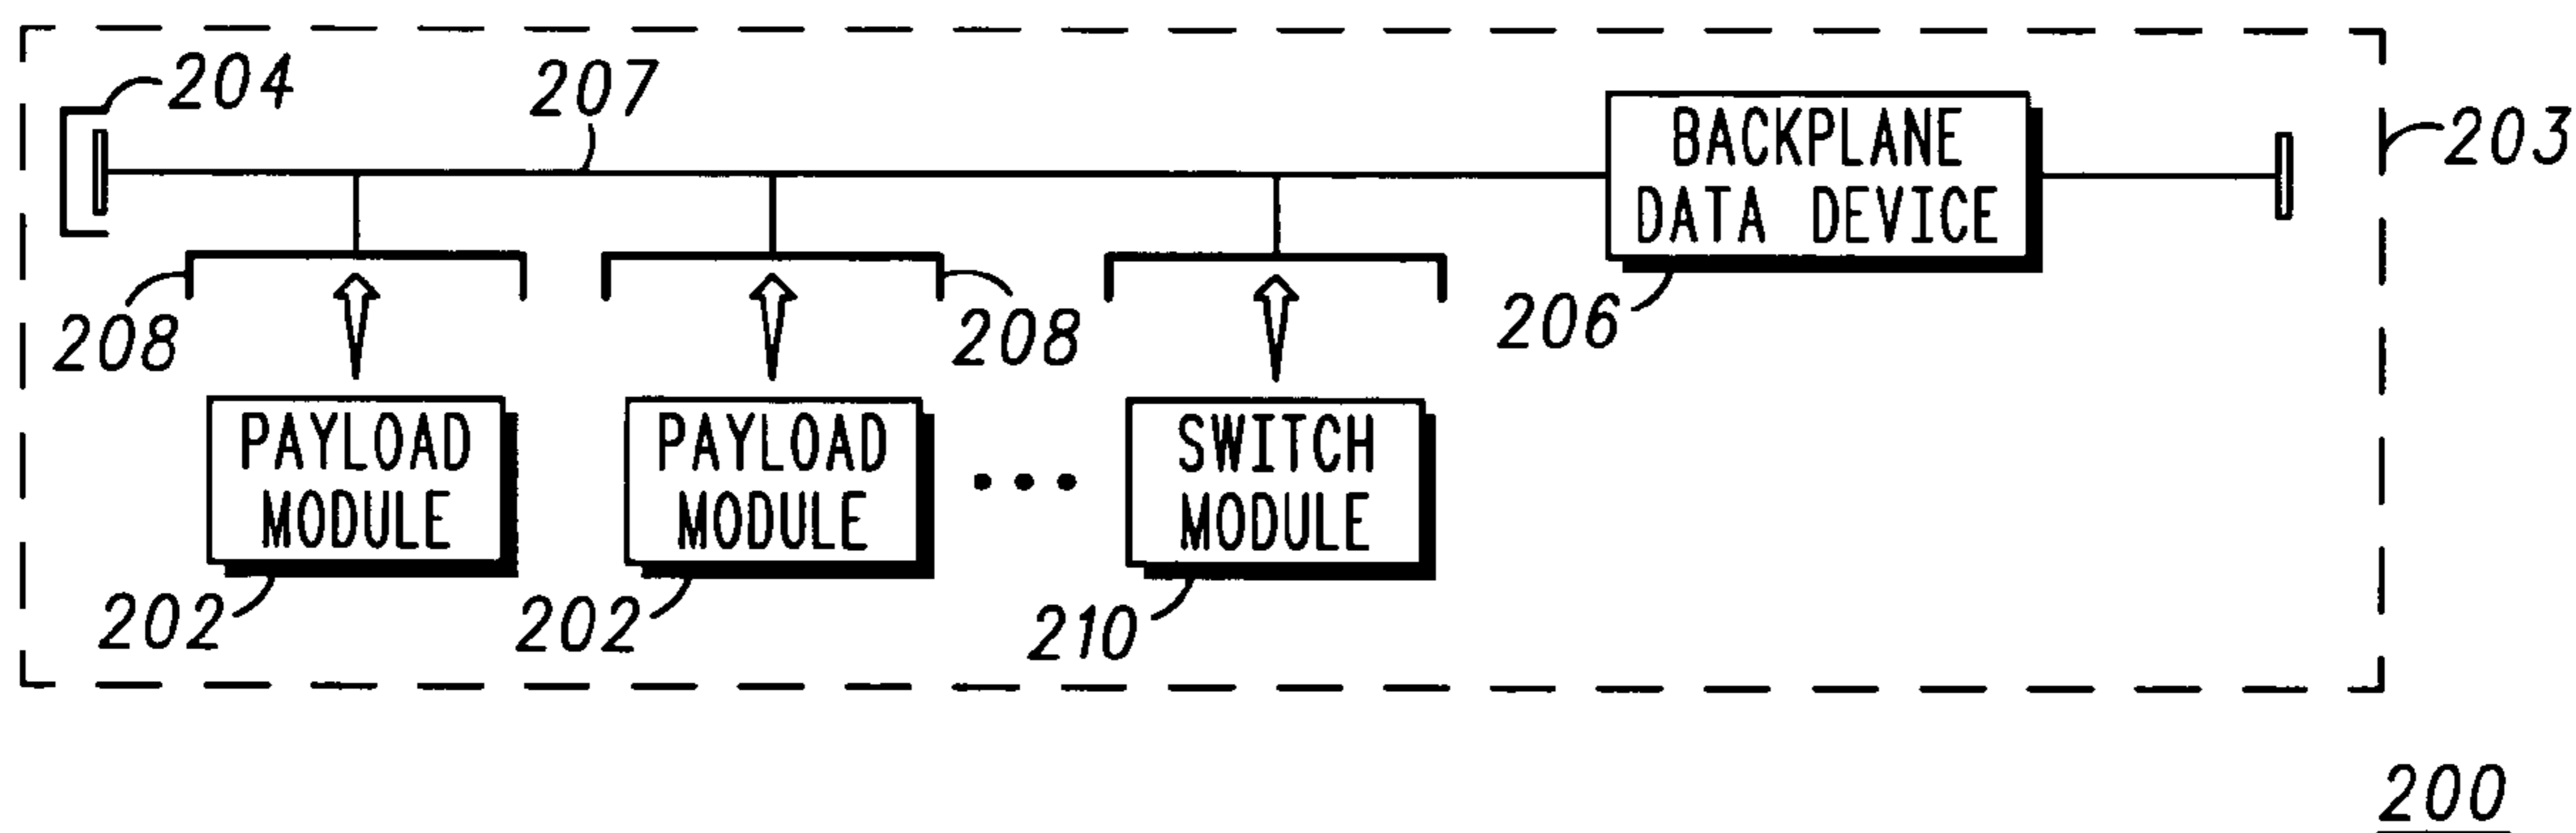 204
207
BACKPLANE
DATA DEVICE
203
208
208
206
PAYLOAD
MODULE
PAYLOAD
MODULE
SWITCH
MODULE
202
202
210
200